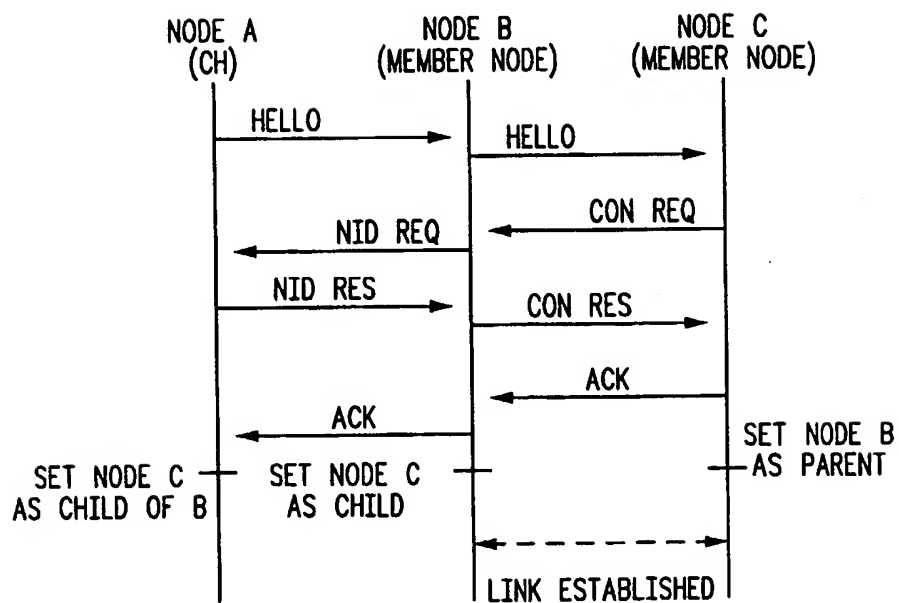 NODE A
(CH)
NODE B
(MEMBER NODE)
NODE C
(MEMBER NODE)
HELLO
HELLO
CON REQ
NID REQ
NID RES
CON RES
ACK
ACK
SET NODE B
AS PARENT
SET NODE C
AS CHILD OF B
SET NODE C
AS CHILD
LINK ESTABLISHED